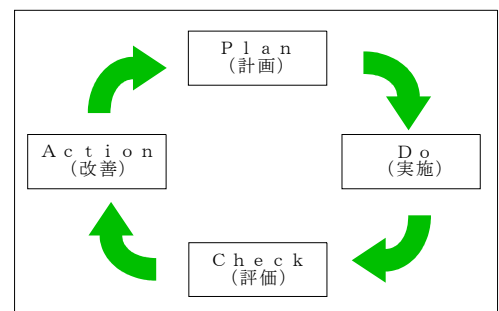 Ｐｌａｎ
（計画）
Ｄｏ
（実施）
Ｃｈｅｃｋ
（評価）
Ａｃｔｉｏｎ
（改善）